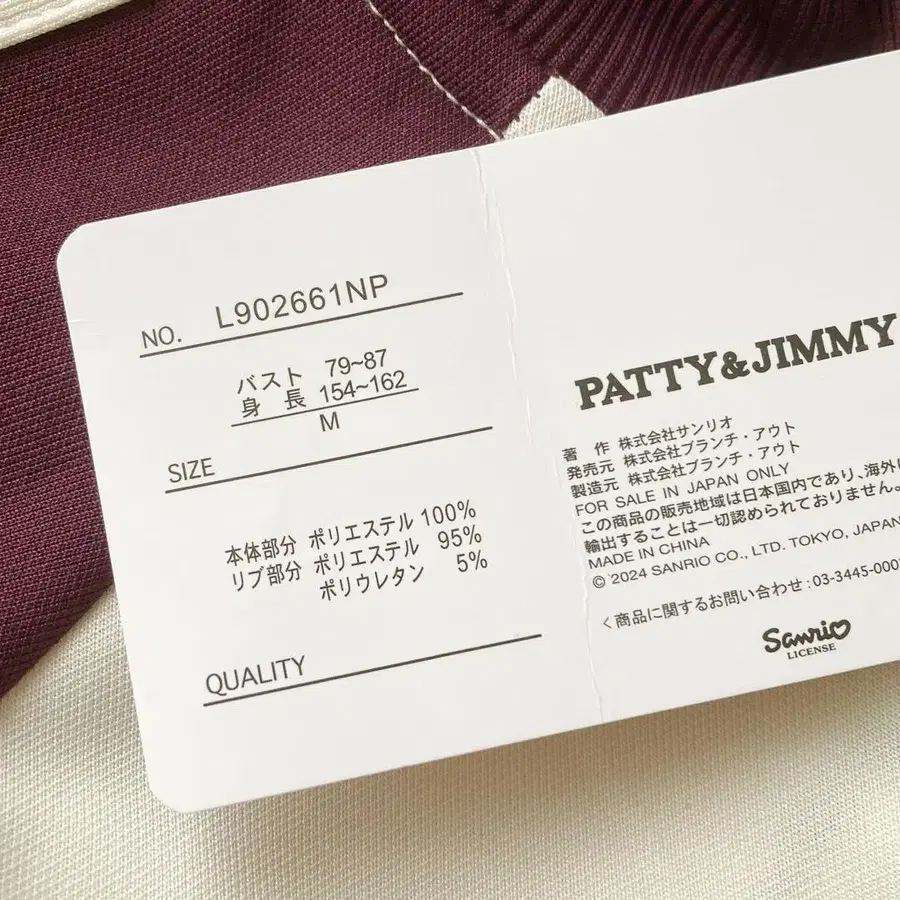 NO. L902661NP
バスト 79~87
身 長 154~162
M
SIZE
本体部分 ポリエステル 100%
リブ部分 ポリエステル 95%
ポリウレタン 5%
QUALITY
PATTY&JIMMY
著 作 株式会社サンリオ
発売元 株式会社ブランチ・アウト
製造元 株式会社ブランチ・アウト
FOR SALE IN JAPAN ONLY
この商品の販売地域は日本国内であり、海外
輸出することは一切認められておりません。
MADE IN CHINA
© 2024 SANRIO CO., LTD. TOKYO, JAPAN
<商品に関するお問い合わせ:03-3445-000
Sanrio
LICENSE